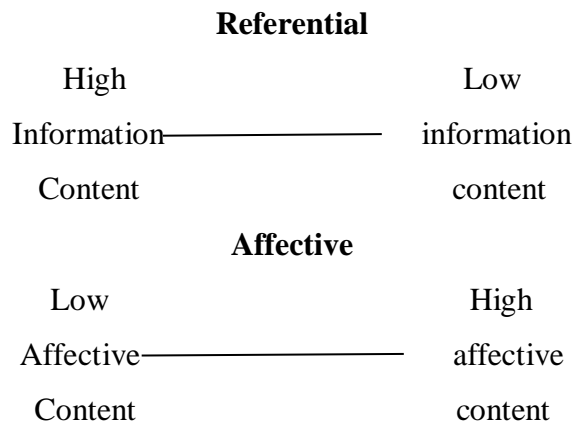 Referential
High Low
Information information
Content content
Affective
Low High
Affective affective
Content content